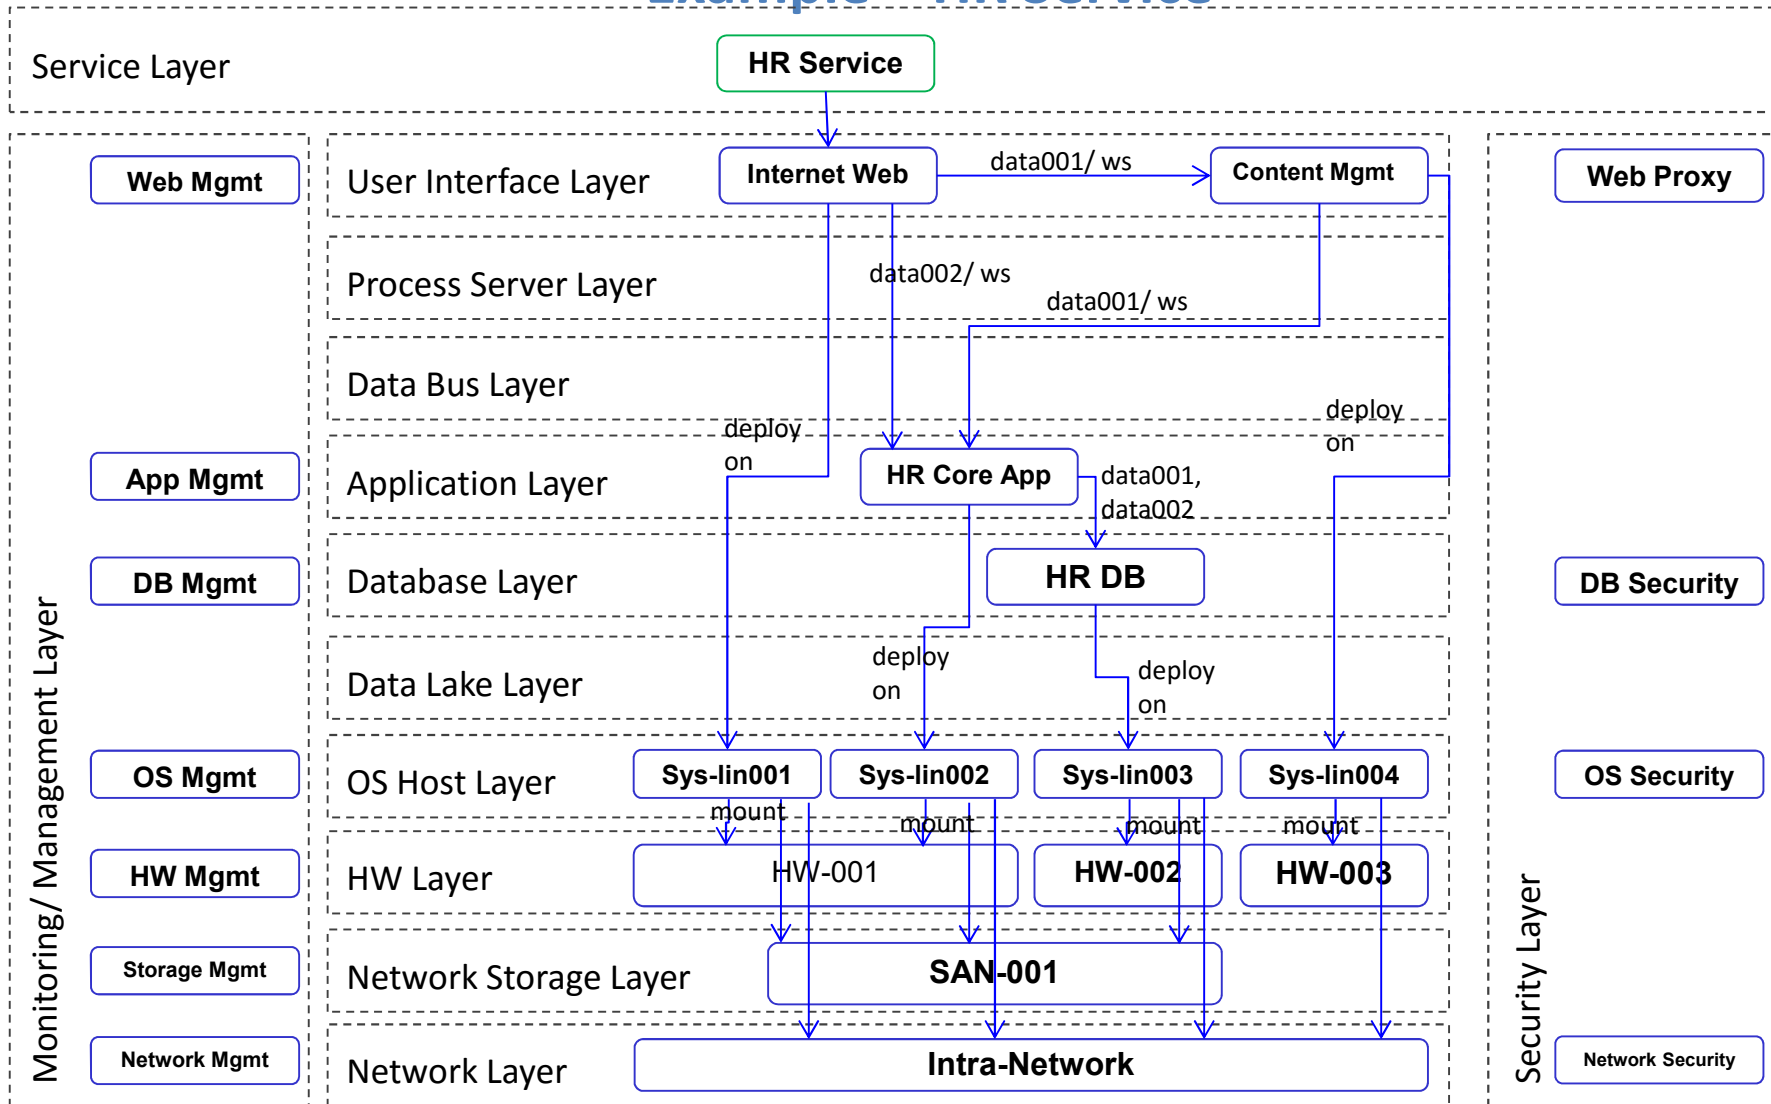 Example – HR Service
Service Layer
HR Service
Monitoring/ Management Layer
Web Mgmt
App Mgmt
DB Mgmt
OS Mgmt
HW Mgmt
Storage Mgmt
Network Mgmt
User Interface Layer
Internet Web
data001/ ws
Content Mgmt
Process Server Layer
data002/ ws
data001/ ws
Data Bus Layer
deploy
on
deploy
on
Application Layer
HR Core App
data001,
data002
Database Layer
HR DB
Data Lake Layer
deploy
on
deploy
on
OS Host Layer
Sys-lin001
Sys-lin002
Sys-lin003
Sys-lin004
mount
mount
mount
mount
HW Layer
HW-001
HW-002
HW-003
Network Storage Layer
SAN-001
Network Layer
Intra-Network
Security Layer
Web Proxy
DB Security
OS Security
Network Security